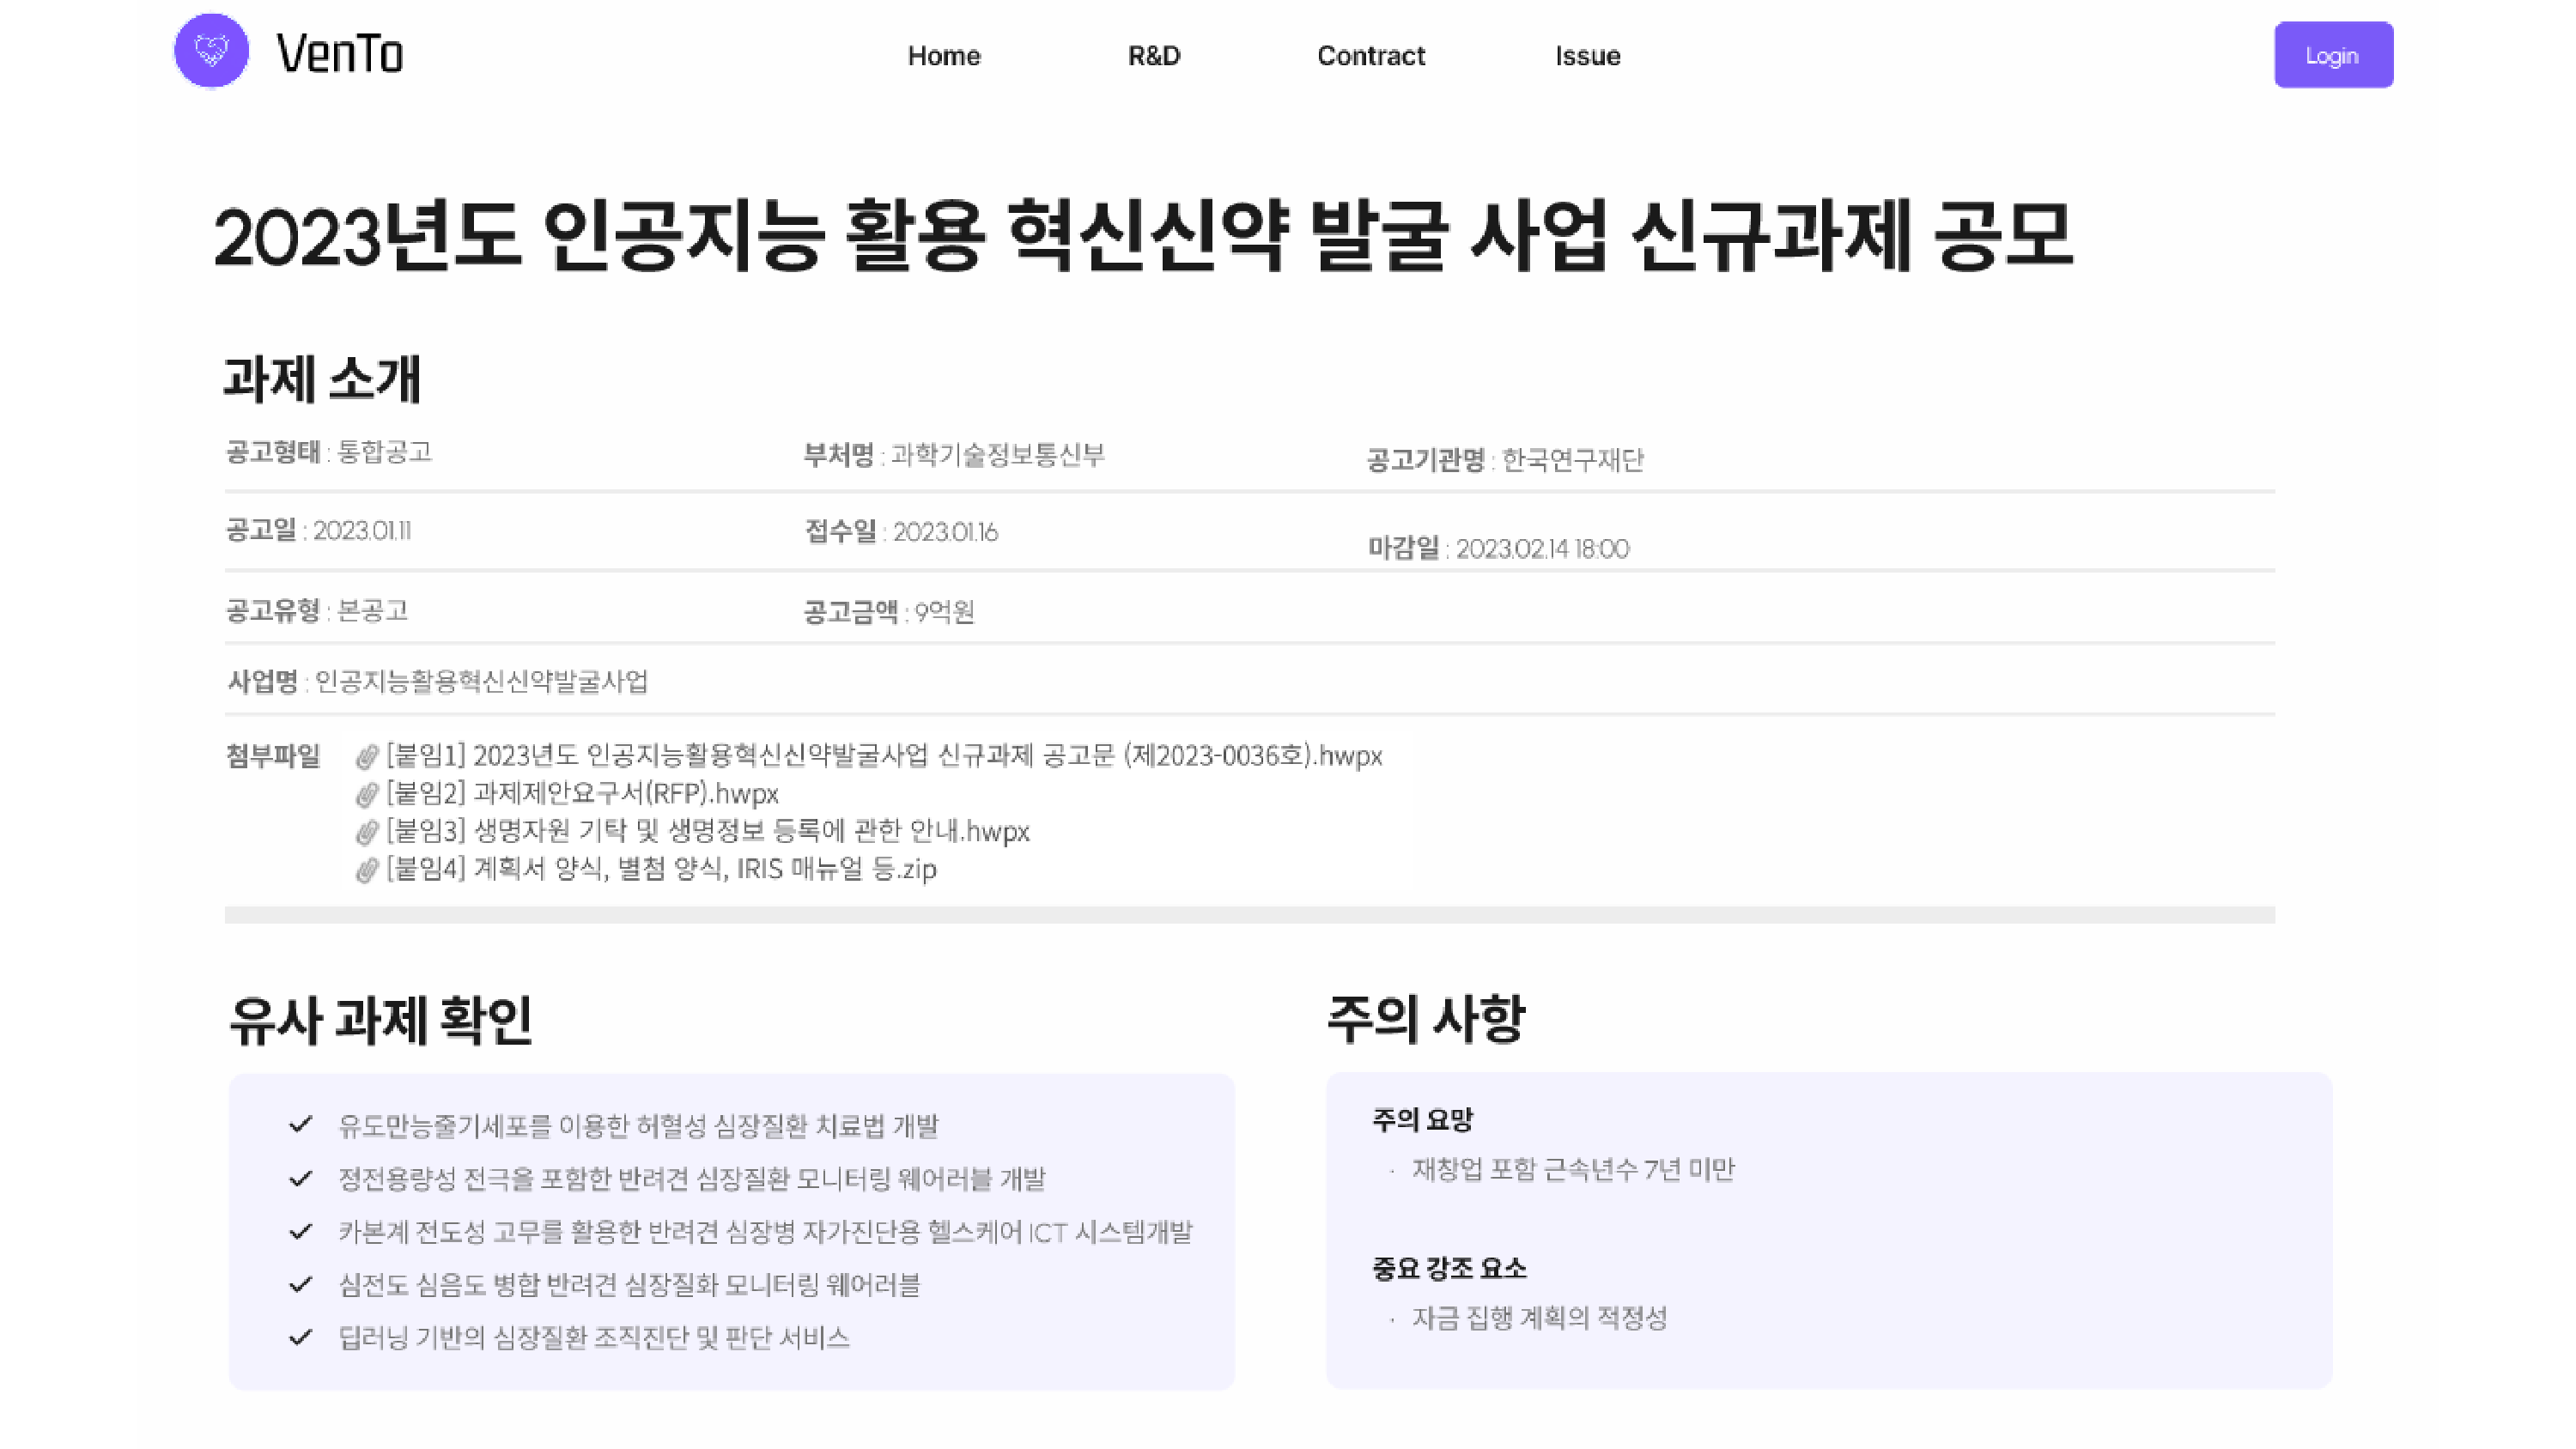 VenTo
Home R&D Contract Issue
Login
2023년도 인공지능 활용 혁신신약 발굴 사업 신규과제 공모
과제 소개
공고형태 : 통합공고 부처명 : 과학기술정보통신부 공고기관명 : 한국연구재단
공고일 : 2023.01.11 접수일 : 2023.01.16 마감일 : 2023.02.14 18:00
공고유형 : 본공고 공고금액 : 9억원
사업명 : 인공지능활용혁신신약발굴사업
첨부파일 [붙임1] 2023년도 인공지능활용혁신신약발굴사업 신규과제 공고문 (제2023-0036호).hwpx
[붙임2] 과제제안요구서(RFP).hwpx
[붙임3] 생명자원 기탁 및 생명정보 등록에 관한 안내.hwpx
[붙임4] 계획서 양식, 별첨 양식, IRIS 매뉴얼 등.zip
유사 과제 확인
유도만능줄기세포를 이용한 허혈성 심장질환 치료법 개발
정전용량성 전극을 포함한 반려견 심장질환 모니터링 웨어러블 개발
카본계 전도성 고무를 활용한 반려견 심장병 자가진단용 헬스케어 ICT 시스템개발
심전도 심음도 병합 반려견 심장질화 모니터링 웨어러블
딥러닝 기반의 심장질환 조직진단 및 판단 서비스
주의 사항
주의 요망
· 재창업 포함 근속년수 7년 미만
중요 강조 요소
· 자금 집행 계획의 적정성